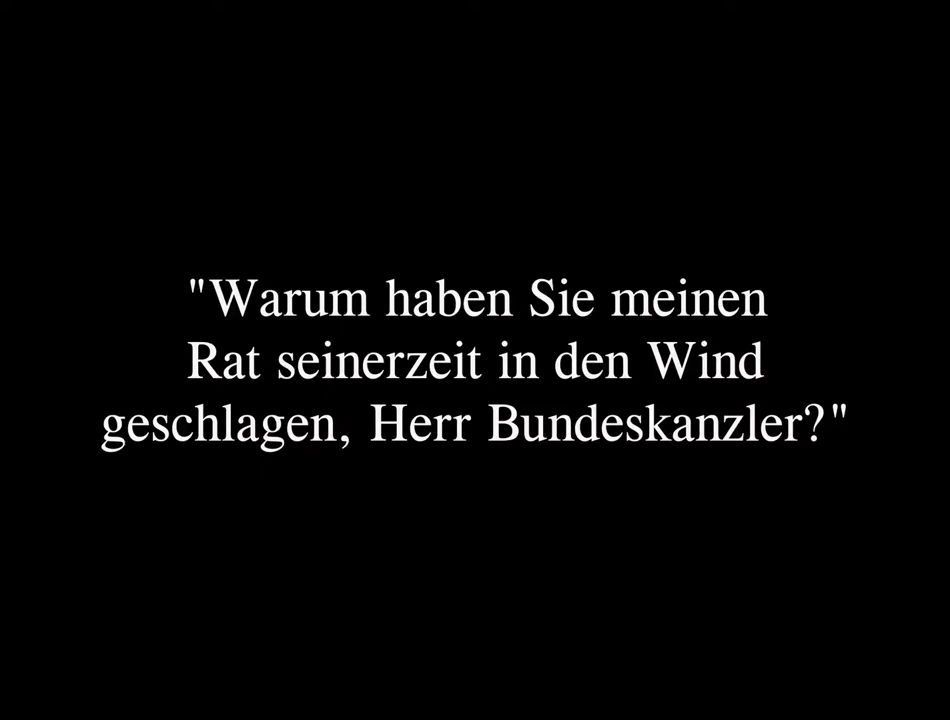 "Warum haben Sie meinen
Rat seinerzeit in den Wind
geschlagen, Herr Bundeskanzler?"